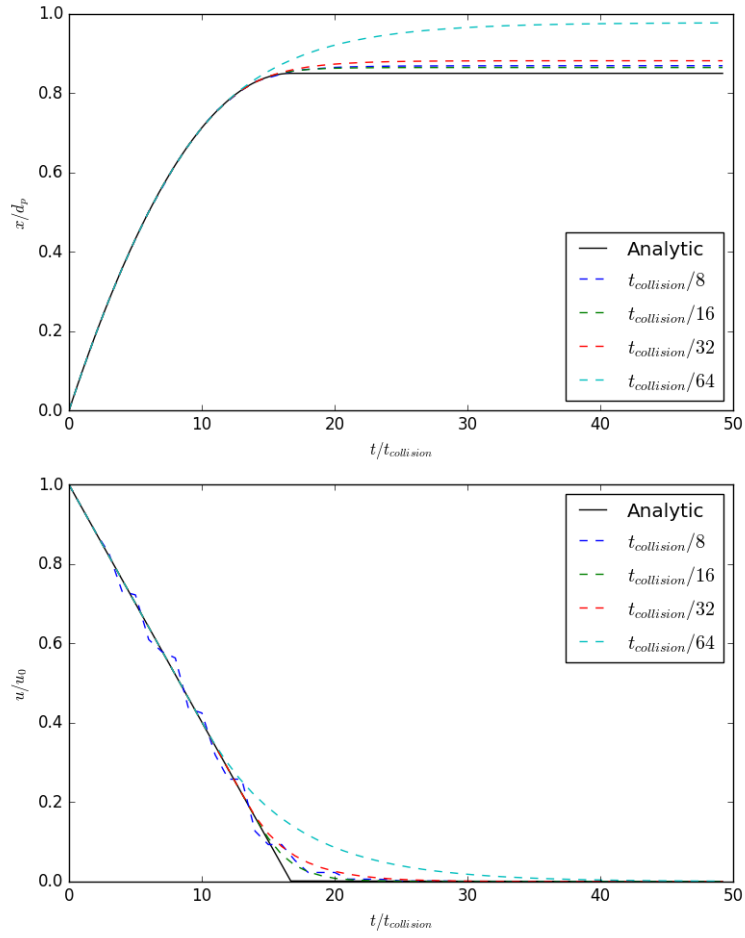 1.0
0.8
0.6
0.4
0.2
0.0
x/d_p
Analytic
t_collision/8
t_collision/16
t_collision/32
t_collision/64
0 10 20 30 40 50
t/t_collision
1.0
0.8
0.6
0.4
0.2
0.0
u/u_0
Analytic
t_collision/8
t_collision/16
t_collision/32
t_collision/64
0 10 20 30 40 50
t/t_collision